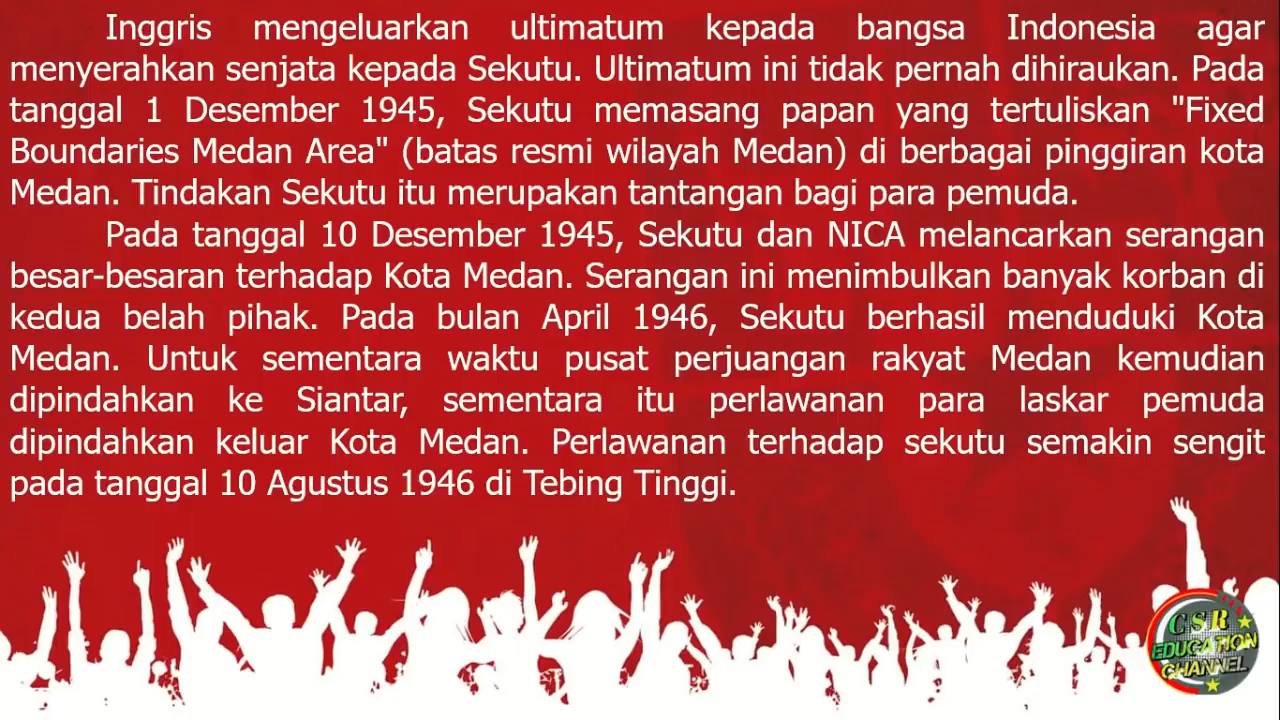 Inggris mengeluarkan ultimatum kepada bangsa Indonesia agar
menyerahkan senjata kepada Sekutu. Ultimatum ini tidak pernah dihiraukan. Pada
tanggal 1 Desember 1945, Sekutu memasang papan yang tertuliskan "Fixed
Boundaries Medan Area" (batas resmi wilayah Medan) di berbagai pinggiran kota
Medan. Tindakan Sekutu itu merupakan tantangan bagi para pemuda.
Pada tanggal 10 Desember 1945, Sekutu dan NICA melancarkan serangan
besar-besaran terhadap Kota Medan. Serangan ini menimbulkan banyak korban di
kedua belah pihak. Pada bulan April 1946, Sekutu berhasil menduduki Kota
Medan. Untuk sementara waktu pusat perjuangan rakyat Medan kemudian
dipindahkan ke Siantar, sementara itu perlawanan para laskar pemuda
dipindahkan keluar Kota Medan. Perlawanan terhadap sekutu semakin sengit
pada tanggal 10 Agustus 1946 di Tebing Tinggi.
GSR
EDUCATION
CHANNEL